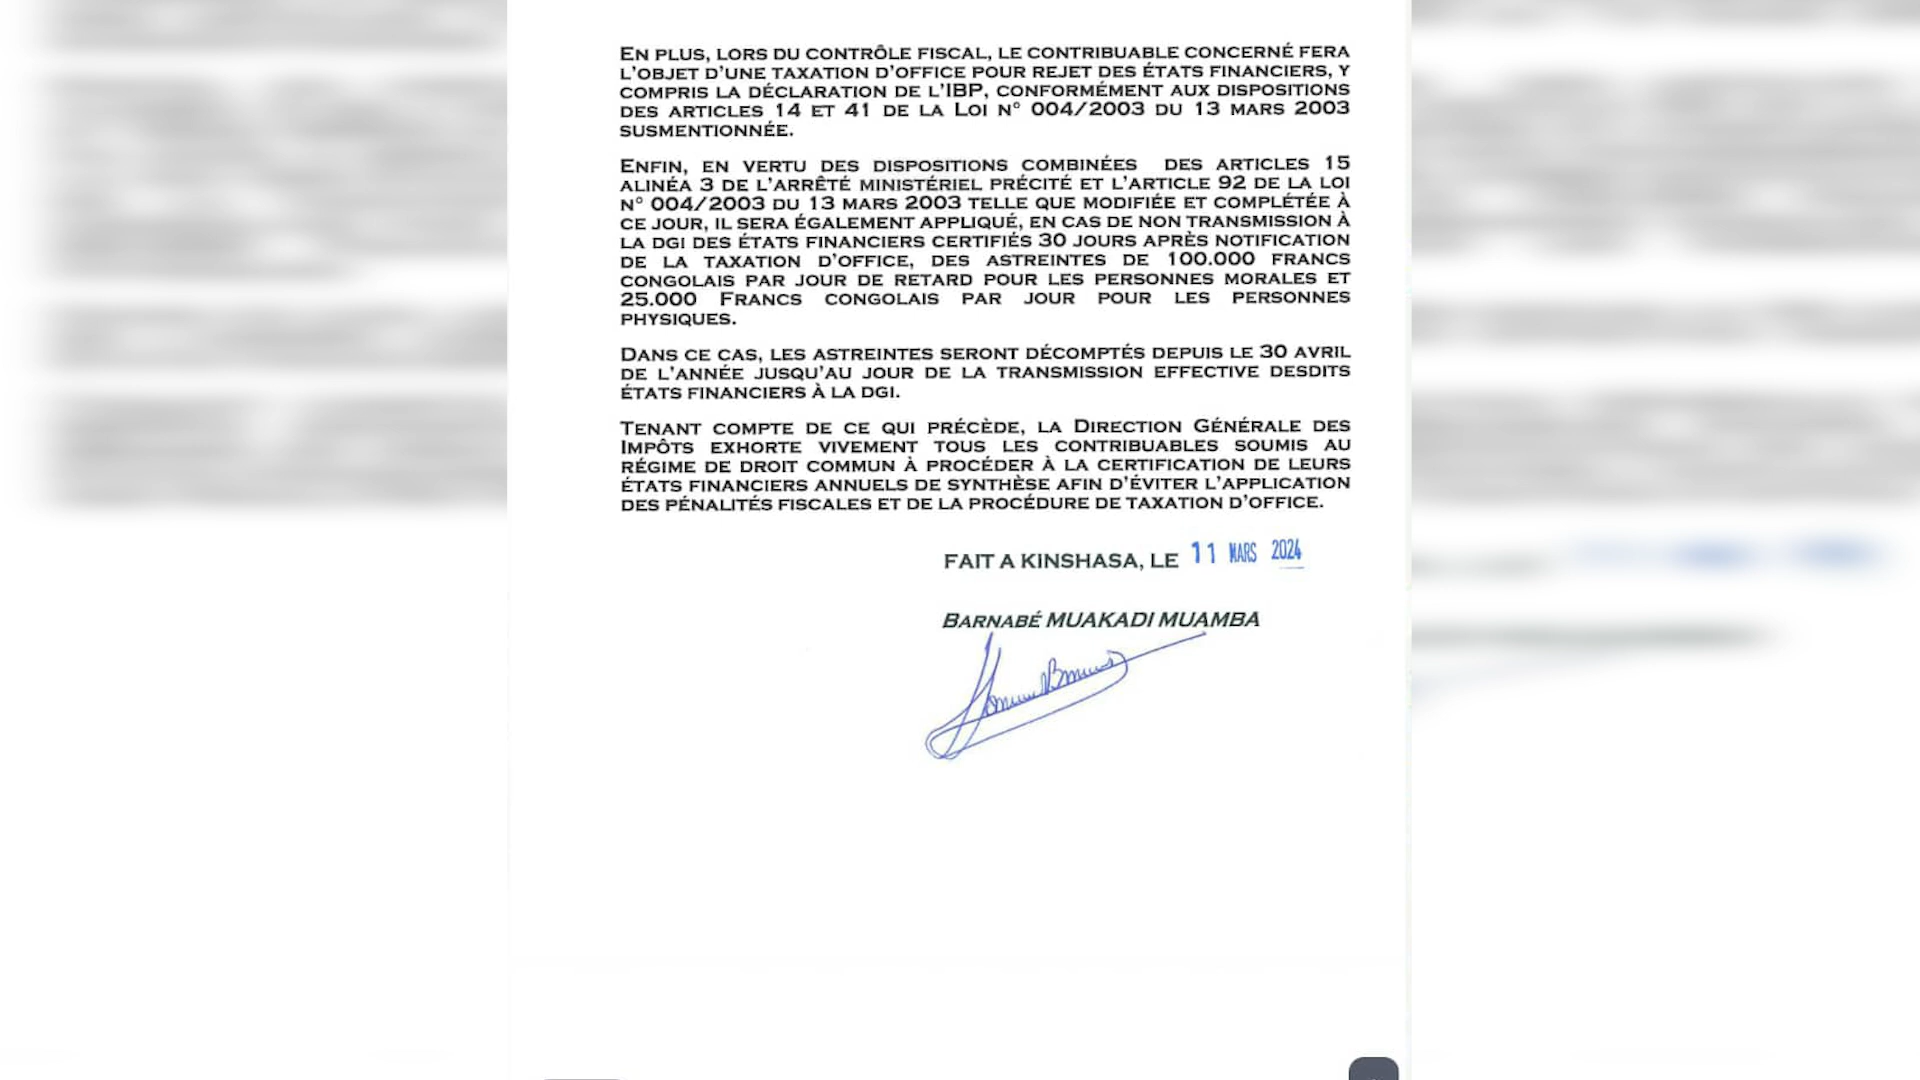 EN PLUS, LORS DU CONTRÔLE FISCAL, LE CONTRIBUABLE CONCERNÉ FERA
L'OBJET D'UNE TAXATION D'OFFICE POUR REJET DES ÉTATS FINANCIERS, Y
COMPRIS LA DÉCLARATION DE L'IBP, CONFORMÉMENT AUX DISPOSITIONS
DES ARTICLES 14 ET 41 DE LA LOI N° 004/2003 DU 13 MARS 2003
SUSMENTIONNÉE.
ENFIN, EN VERTU DES DISPOSITIONS COMBINÉES DES ARTICLES 15
ALINÉA 3 DE L'ARRÊTÉ MINISTÉRIEL PRÉCITÉ ET L'ARTICLE 92 DE LA LOI
N° 004/2003 DU 13 MARS 2003 TELLE QUE MODIFIÉE ET COMPLÉTÉE À
CE JOUR, IL SERA ÉGALEMENT APPLIQUÉ, EN CAS DE NON TRANSMISSION À
LA DGI DES ÉTATS FINANCIERS CERTIFIÉS 30 JOURS APRÈS NOTIFICATION
DE LA TAXATION D'OFFICE, DES ASTREINTES DE 100.000 FRANCS
CONGOLAIS PAR JOUR DE RETARD POUR LES PERSONNES MORALES ET
25.000 FRANCS CONGOLAIS PAR JOUR POUR LES PERSONNES
PHYSIQUES.
DANS CE CAS, LES ASTREINTES SERONT DÉCOMPTÉS DEPUIS LE 30 AVRIL
DE L'ANNÉE JUSQU'AU JOUR DE LA TRANSMISSION EFFECTIVE DESDITS
ÉTATS FINANCIERS À LA DGI.
TENANT COMPTE DE CE QUI PRÉCÈDE, LA DIRECTION GÉNÉRALE DES
IMPÔTS EXHORTE VIVEMENT TOUS LES CONTRIBUABLES SOUMIS AU
RÉGIME DE DROIT COMMUN À PROCÉDER À LA CERTIFICATION DE LEURS
ÉTATS FINANCIERS ANNUELS DE SYNTHÈSE AFIN D'ÉVITER L'APPLICATION
DES PÉNALITÉS FISCALES ET DE LA PROCÉDURE DE TAXATION D'OFFICE.
FAIT A KINSHASA, LE 11 MARS 2024
BARNABÉ MUAKADI MUAMBA